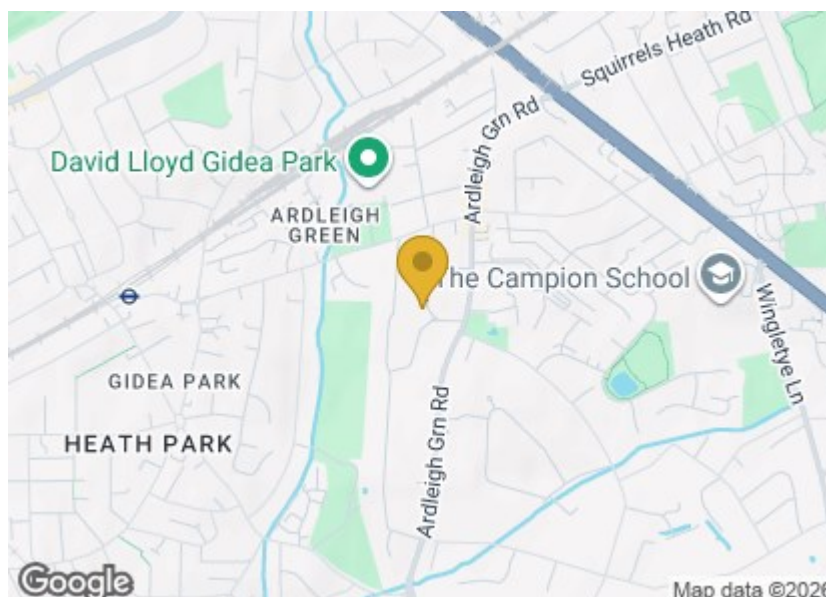 Squirrels Heath Rd
Ardleigh Grn Rd
David Lloyd Gidea Park
ARDLEIGH
GREEN
The Campion School
Wingletye Ln
GIDEA PARK
HEATH PARK
Ardleigh Grn Rd
Google
Map data ©2026